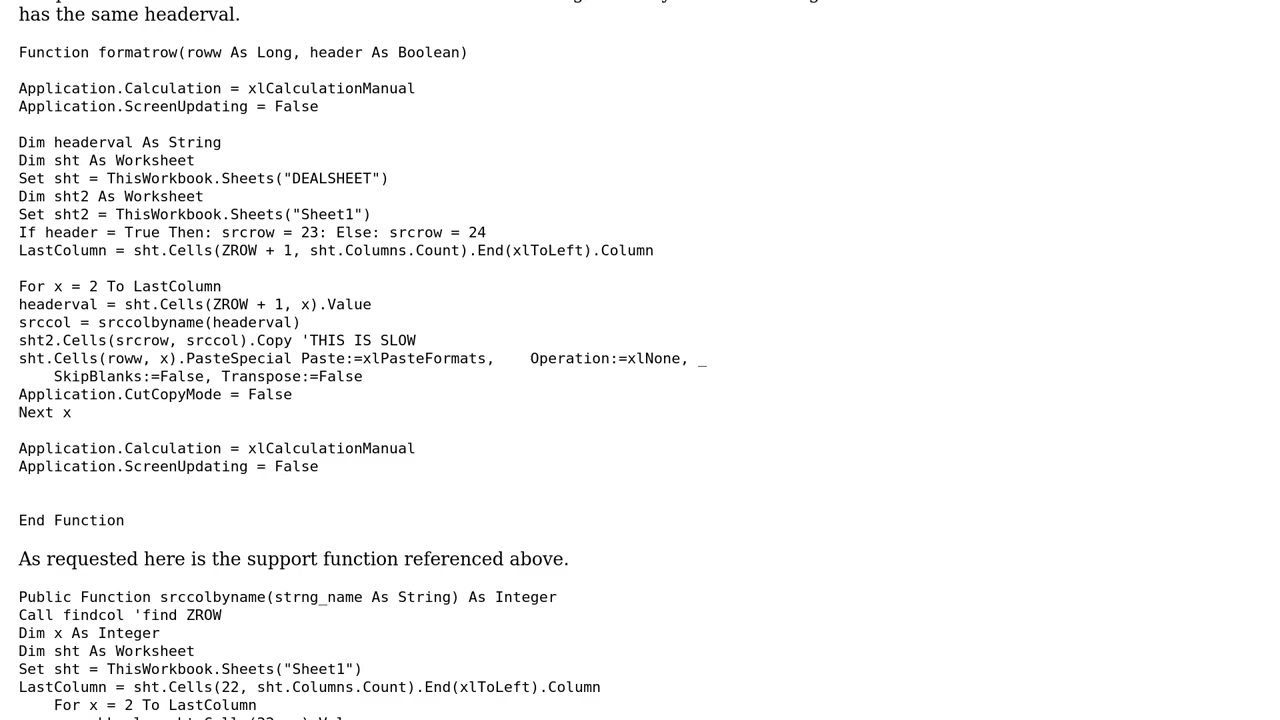 has the same headerval.
Function formatrow(roww As Long, header As Boolean)
Application.Calculation = xlCalculationManual
Application.ScreenUpdating = False
Dim headerval As String
Dim sht As Worksheet
Set sht = ThisWorkbook.Sheets("DEALSHEET")
Dim sht2 As Worksheet
Set sht2 = ThisWorkbook.Sheets("Sheet1")
If header = True Then: srcrow = 23: Else: srcrow = 24
LastColumn = sht.Cells(ZROW + 1, sht.Columns.Count).End(xlToLeft).Column
For x = 2 To LastColumn
headerval = sht.Cells(ZROW + 1, x).Value
srccol = srccolbyname(headerval)
sht2.Cells(srcrow, srccol).Copy 'THIS IS SLOW
sht.Cells(roww, x).PasteSpecial Paste:=xlPasteFormats,    Operation:=xlNone, _
    SkipBlanks:=False, Transpose:=False
Application.CutCopyMode = False
Next x
Application.Calculation = xlCalculationManual
Application.ScreenUpdating = False
End Function
As requested here is the support function referenced above.
Public Function srccolbyname(strng_name As String) As Integer
Call findcol 'find ZROW
Dim x As Integer
Dim sht As Worksheet
Set sht = ThisWorkbook.Sheets("Sheet1")
LastColumn = sht.Cells(22, sht.Columns.Count).End(xlToLeft).Column
    For x = 2 To LastColumn